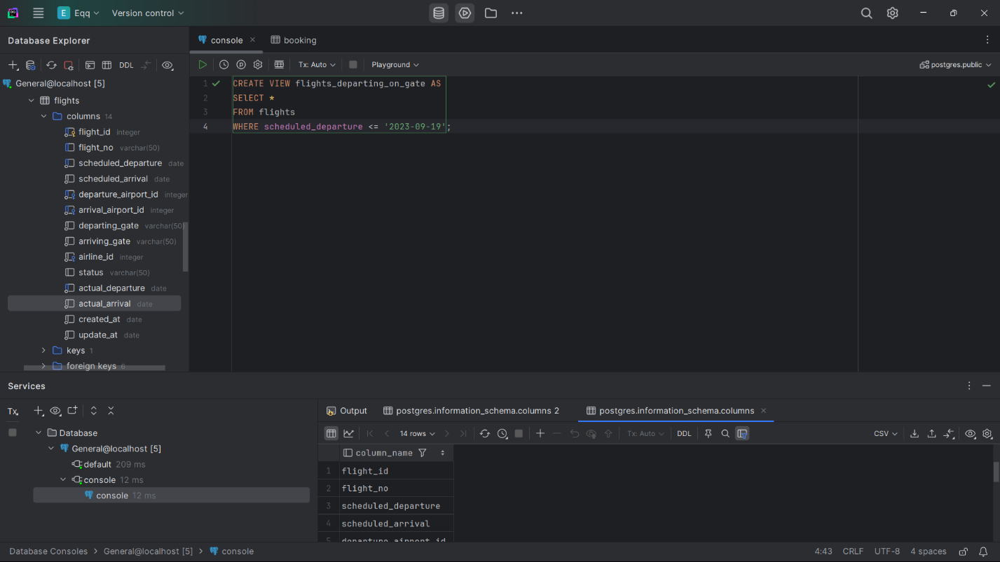 E Eqq Version control
Database Explorer
console
booking
DDL
Tx: Auto
Playground
postgres.public
General@localhost [5]
flights
columns 14
flight_id integer
flight_no varchar(50)
scheduled_departure date
scheduled_arrival date
departure_airport_id integer
arrival_airport_id integer
departing_gate varchar(50)
arriving_gate varchar(50)
airline_id integer
status varchar(50)
actual_departure date
actual_arrival date
created_at date
update_at date
keys 1
foreign keys 6
1 CREATE VIEW flights_departing_on_gate AS
2 SELECT *
3 FROM flights
4 WHERE scheduled_departure <= '2023-09-19';
Services
Tx
Database
General@localhost [5]
default 209 ms
console 12 ms
console 12 ms
Output
postgres.information_schema.columns 2
postgres.information_schema.columns
14 rows
Tx: Auto
DDL
CSV
column_name
1 flight_id
2 flight_no
3 scheduled_departure
4 scheduled_arrival
5 departure_airport_id
Database Consoles > General@localhost [5] > console
4:43 CRLF UTF-8 4 spaces